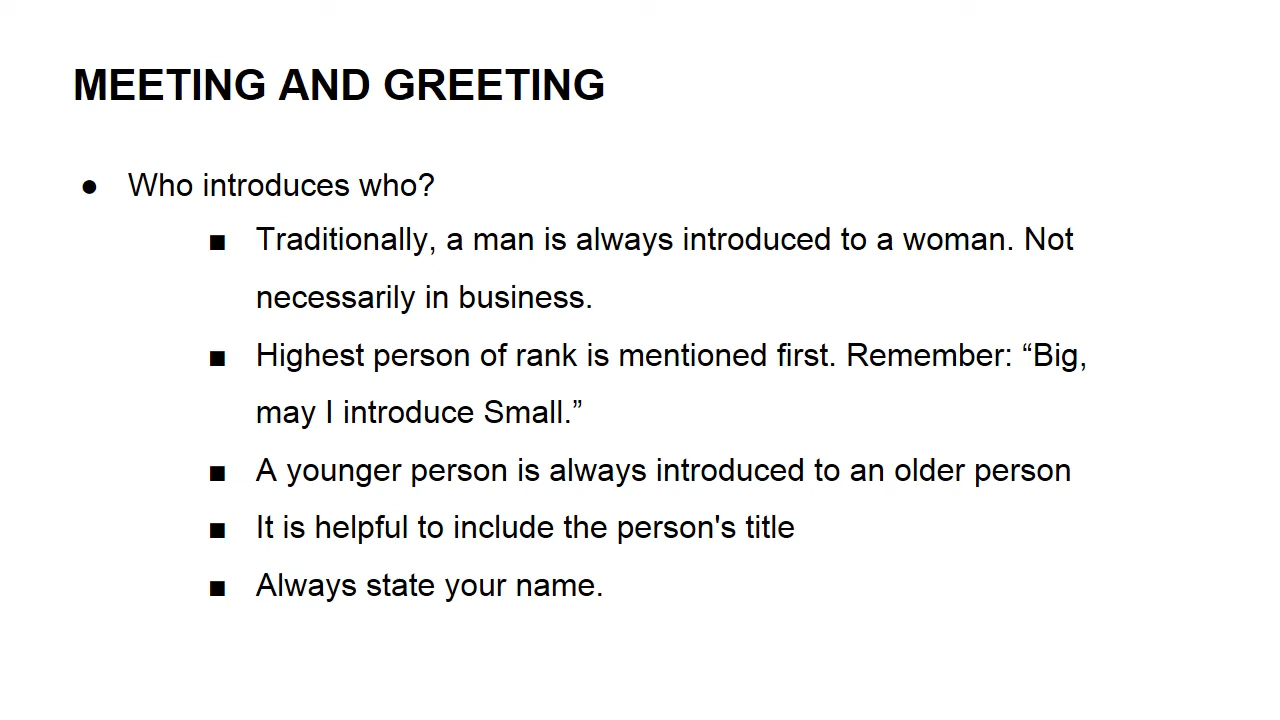 MEETING AND GREETING
● Who introduces who?
■ Traditionally, a man is always introduced to a woman. Not
necessarily in business.
■ Highest person of rank is mentioned first. Remember: “Big,
may I introduce Small.”
■ A younger person is always introduced to an older person
■ It is helpful to include the person's title
■ Always state your name.